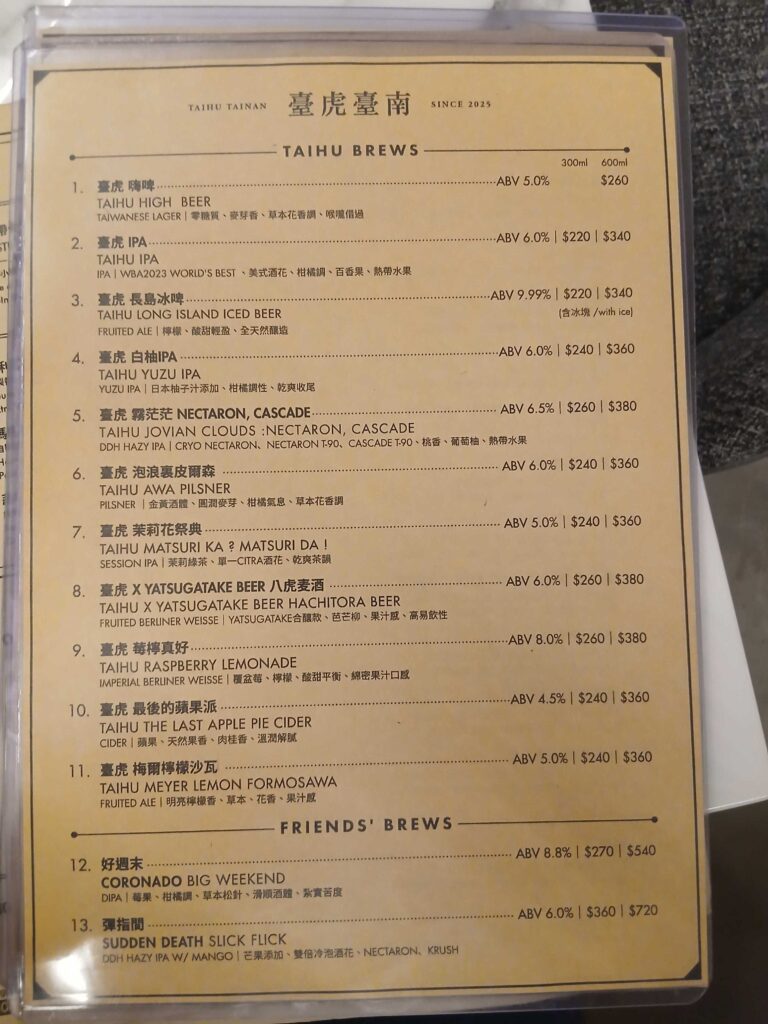 TAIHU TAINAN 臺虎臺南 SINCE 2025
TAIHU BREWS
300ml 600ml
1. 臺虎 嗨啤 ABV 5.0% $260
TAIHU HIGH BEER
TAIWANESE LAGER | 零糖質、麥芽香、草本花香調、喉嘴倡過
2. 臺虎 IPA ABV 6.0% | $220 | $340
TAIHU IPA
IPA | WBA2023 WORLD'S BEST 、美式酒花、柑橘調、百香果、熱帶水果
3. 臺虎 長島冰啤 ABV 9.99% | $220 | $340
TAIHU LONG ISLAND ICED BEER (含冰塊 /with ice)
FRUITED ALE | 檸檬、酸甜輕盈、全天然釀造
4. 臺虎 白柚IPA ABV 6.0% | $240 | $360
TAIHU YUZU IPA
YUZU IPA | 日本柚子汁添加、柑橘調性、乾爽收尾
5. 臺虎 霧茫茫 NECTARON, CASCADE ABV 6.5% | $260 | $380
TAIHU JOVIAN CLOUDS :NECTARON, CASCADE
DDH HAZY IPA | CRYO NECTARON、NECTARON T-90、CASCADE T-90、桃香、葡萄柚、熱帶水果
6. 臺虎 泡浪裏皮爾森 ABV 6.0% | $240 | $360
TAIHU AWA PILSNER
PILSNER | 金黃酒體、圓潤麥芽、柑橘氣息、草本花香調
7. 臺虎 茉莉花祭典 ABV 5.0% | $240 | $360
TAIHU MATSURI KA ? MATSURI DA !
SESSION IPA | 茉莉綠茶、單一CITRA酒花、乾爽茶韻
8. 臺虎 X YATSUGATAKE BEER 八虎麦酒 ABV 6.0% | $260 | $380
TAIHU X YATSUGATAKE BEER HACHITORA BEER
FRUITED BERLINER WEISSE | YATSUGATAKE合釀款、芭芒柳、果汁感、高易飲性
9. 臺虎 莓檸真好 ABV 8.0% | $260 | $380
TAIHU RASPBERRY LEMONADE
IMPERIAL BERLINER WEISSE | 覆盆莓、檸檬、酸甜平衡、綿密果汁口感
10. 臺虎 最後的蘋果派 ABV 4.5% | $240 | $360
TAIHU THE LAST APPLE PIE CIDER
CIDER | 蘋果、天然果香、肉桂香、溫潤解膩
11. 臺虎 梅爾檸檬沙瓦 ABV 5.0% | $240 | $360
TAIHU MEYER LEMON FORMOSAWA
FRUITED ALE | 明亮檸檬香、草本、花香、果汁感
FRIENDS' BREWS
12. 好週末 ABV 8.8% | $270 | $540
CORONADO BIG WEEKEND
DIPA | 莓果、柑橘調、草本松針、滑順酒體、紮實苦度
13. 彈指間 ABV 6.0% | $360 | $720
SUDDEN DEATH SLICK FLICK
DDH HAZY IPA W/ MANGO | 芒果添加、雙倍冷泡酒花、NECTARON、KRUSH